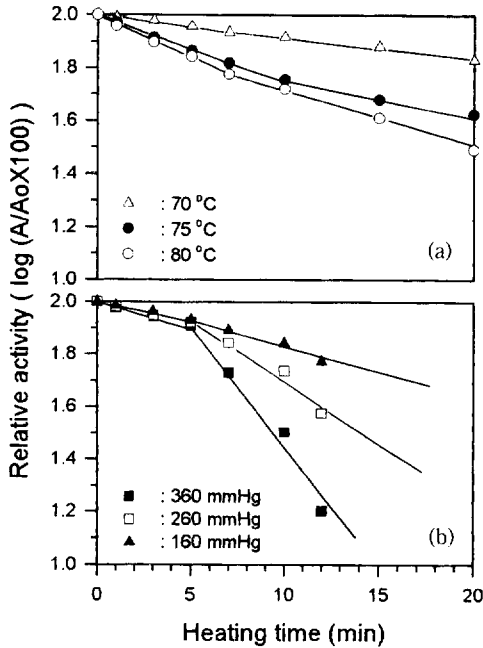 Relative activity ( log (A/AoX100) )
2.0
1.8
1.6
1.4
1.2
1.0
△ : 70 °C
● : 75 °C
○ : 80 °C
(a)
2.0
1.8
1.6
1.4
1.2
1.0
■ : 360 mmHg
□ : 260 mmHg
▲ : 160 mmHg
(b)
0 5 10 15 20
Heating time (min)